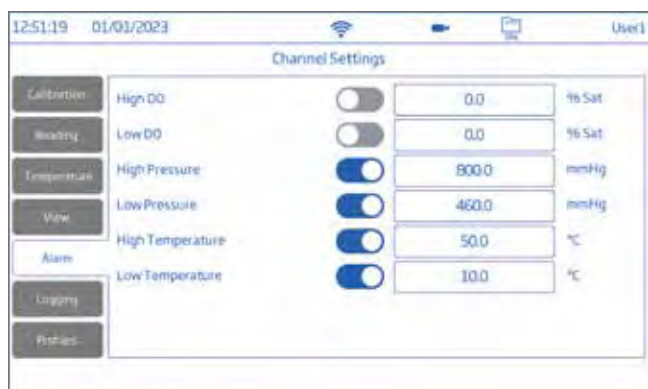 12:51:19 01/01/2023 User1
Channel Settings
Calibration
Reading
Temperature
View
Alarm
Logging
Profiles
High DO 0.0 % Sat
Low DO 0.0 % Sat
High Pressure 800.0 mmHg
Low Pressure 460.0 mmHg
High Temperature 50.0 °C
Low Temperature 10.0 °C